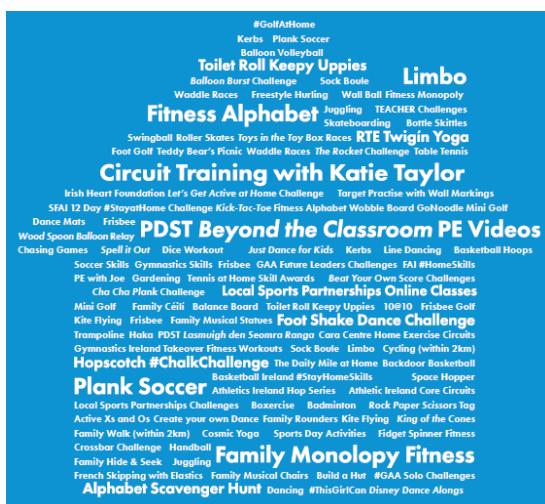 #GolfAtHome
Kerbs Plank Soccer
Balloon Volleyball
Toilet Roll Keepy Uppies
Balloon Burst Challenge Sock Boule Limbo
Waddle Races Freestyle Hurling Wall Ball Fitness Monopoly
Fitness Alphabet Juggling TEACHER Challenges
Skateboarding Bottle Skittles
Swingball Roller Skates Toys in the Toy Box Races RTE Twigín Yoga
Foot Golf Teddy Bear's Picnic Waddle Races The Rocket Challenge Table Tennis
Circuit Training with Katie Taylor
Irish Heart Foundation Let's Get Active at Home Challenge Target Practise with Wall Markings
SFAI 12 Day #StayatHome Challenge Kick-Tac-Toe Fitness Alphabet Wobble Board GoNoodle Mini Golf
Dance Mats Frisbee
Wood Spoon Balloon Relay PDST Beyond the Classroom PE Videos
Chasing Games Spell it Out Dice Workout Just Dance for Kids Kerbs Line Dancing Basketball Hoops
Soccer Skills Gymnastics Skills Frisbee GAA Future Leaders Challenges FAI #HomeSkills
PE with Joe Gardening Tennis at Home Skill Awards Beat Your Own Score Challenges
Cha Cha Plank Challenge Local Sports Partnerships Online Classes
Mini Golf Family Céilí Balance Board Toilet Roll Keepy Uppies 10@10 Frisbee Golf
Kite Flying Frisbee Family Musical Statues Foot Shake Dance Challenge
Trampoline Haka PDST Lasmuigh den Seomra Ranga Cara Centre Home Exercise Circuits
Gymnastics Ireland Takeover Fitness Workouts Sock Boule Limbo Cycling (within 2km)
Hopscotch #ChalkChallenge The Daily Mile at Home Backdoor Basketball
Plank Soccer Basketball Ireland #StayHomeSkills Space Hopper
Athletics Ireland Hop Series Athletic Ireland Core Circuits
Local Sports Partnerships Challenges Boxercise Badminton Rock Paper Scissors Tag
Active Xs and Os Create your own Dance Family Rounders Kite Flying King of the Cones
Family Walk (within 2km) Cosmic Yoga Sports Day Activities Fidget Spinner Fitness
Crossbar Challenge Handball Family Monolopy Fitness
Family Hide & Seek Juggling
French Skipping with Elastics Family Musical Chairs Build a Hut #GAA Solo Challenges
Alphabet Scavenger Hunt Dancing #ThisGirlCan Disney Dance Alongs